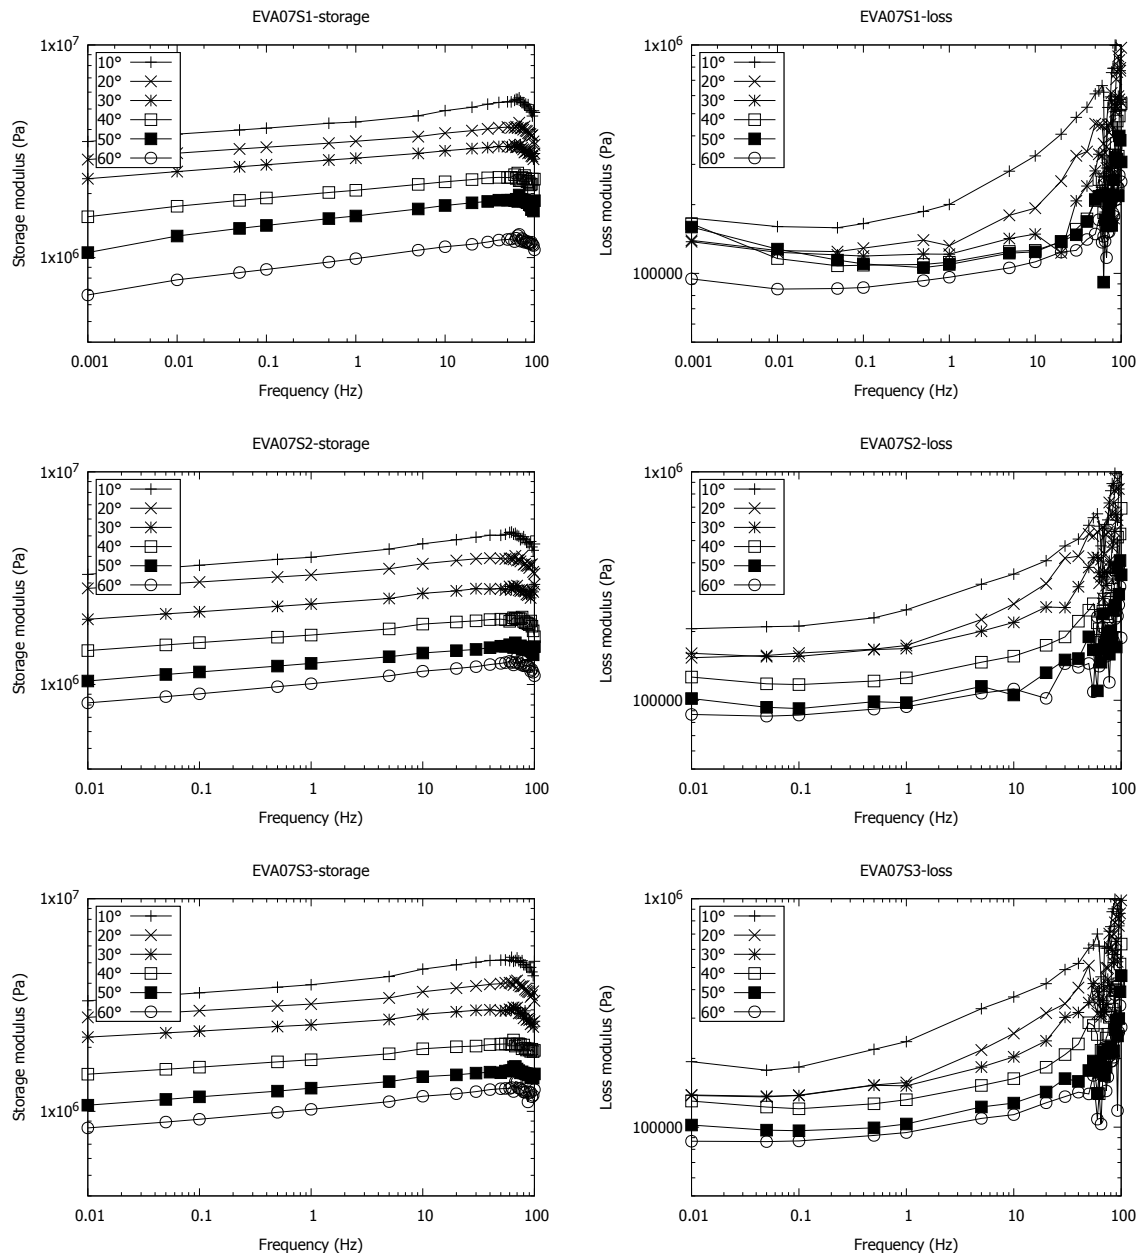 EVA07S1-storage
Storage modulus (Pa)
1x10^7
1x10^6
10°
20°
30°
40°
50°
60°
0.001 0.01 0.1 1 10 100
Frequency (Hz)
EVA07S1-loss
Loss modulus (Pa)
1x10^6
100000
10°
20°
30°
40°
50°
60°
0.001 0.01 0.1 1 10 100
Frequency (Hz)
EVA07S2-storage
Storage modulus (Pa)
1x10^7
1x10^6
10°
20°
30°
40°
50°
60°
0.01 0.1 1 10 100
Frequency (Hz)
EVA07S2-loss
Loss modulus (Pa)
1x10^6
100000
10°
20°
30°
40°
50°
60°
0.01 0.1 1 10 100
Frequency (Hz)
EVA07S3-storage
Storage modulus (Pa)
1x10^7
1x10^6
10°
20°
30°
40°
50°
60°
0.01 0.1 1 10 100
Frequency (Hz)
EVA07S3-loss
Loss modulus (Pa)
1x10^6
100000
10°
20°
30°
40°
50°
60°
0.01 0.1 1 10 100
Frequency (Hz)